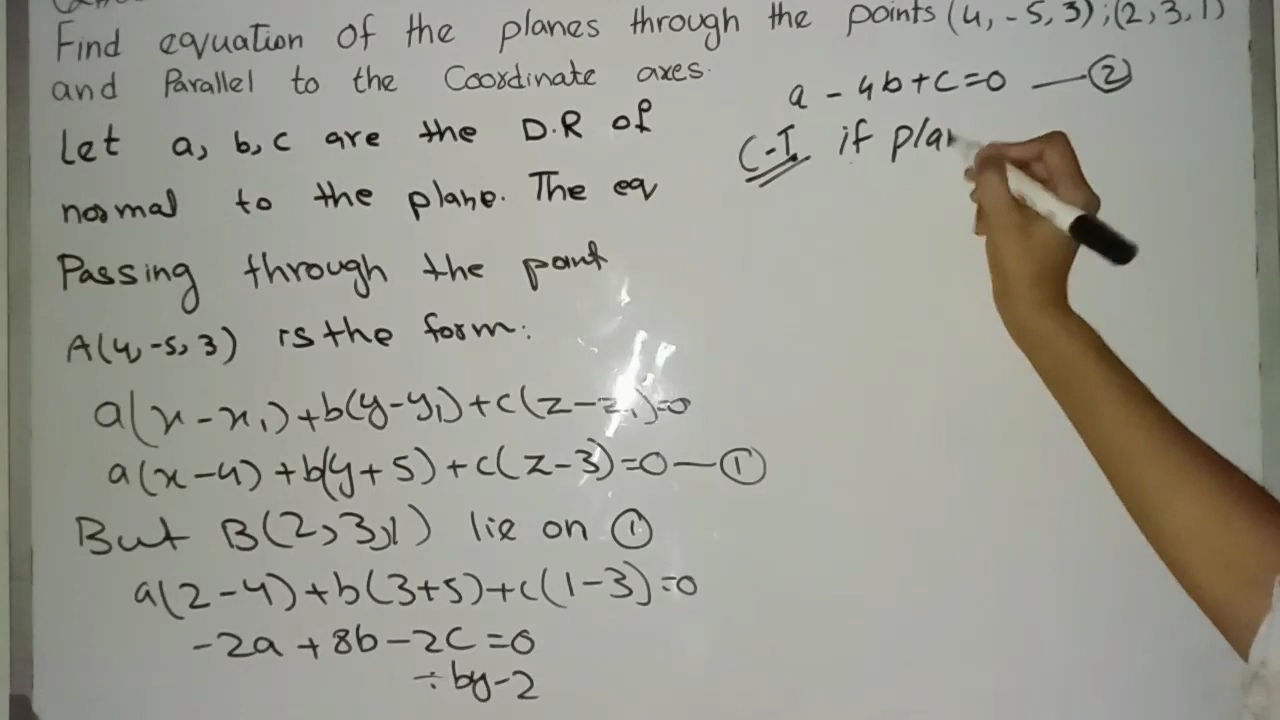 Find equation of the planes through the points (4, -5, 3); (2, 3, 1)
and Parallel to the Coordinate axes.
Let a, b, c are the D.R of
normal to the plane. The eq
Passing through the point
A(4, -5, 3) is the form:
a(x-x₁)+b(y-y₁)+c(z-z₁)=0
a(x-4)+b(y+5)+c(z-3)=0 — ①
But B(2,3,1) lie on ①
a(2-4)+b(3+5)+c(1-3)=0
-2a+8b-2c=0
÷ by -2
a - 4b + c = 0 — ②
C-I if plan